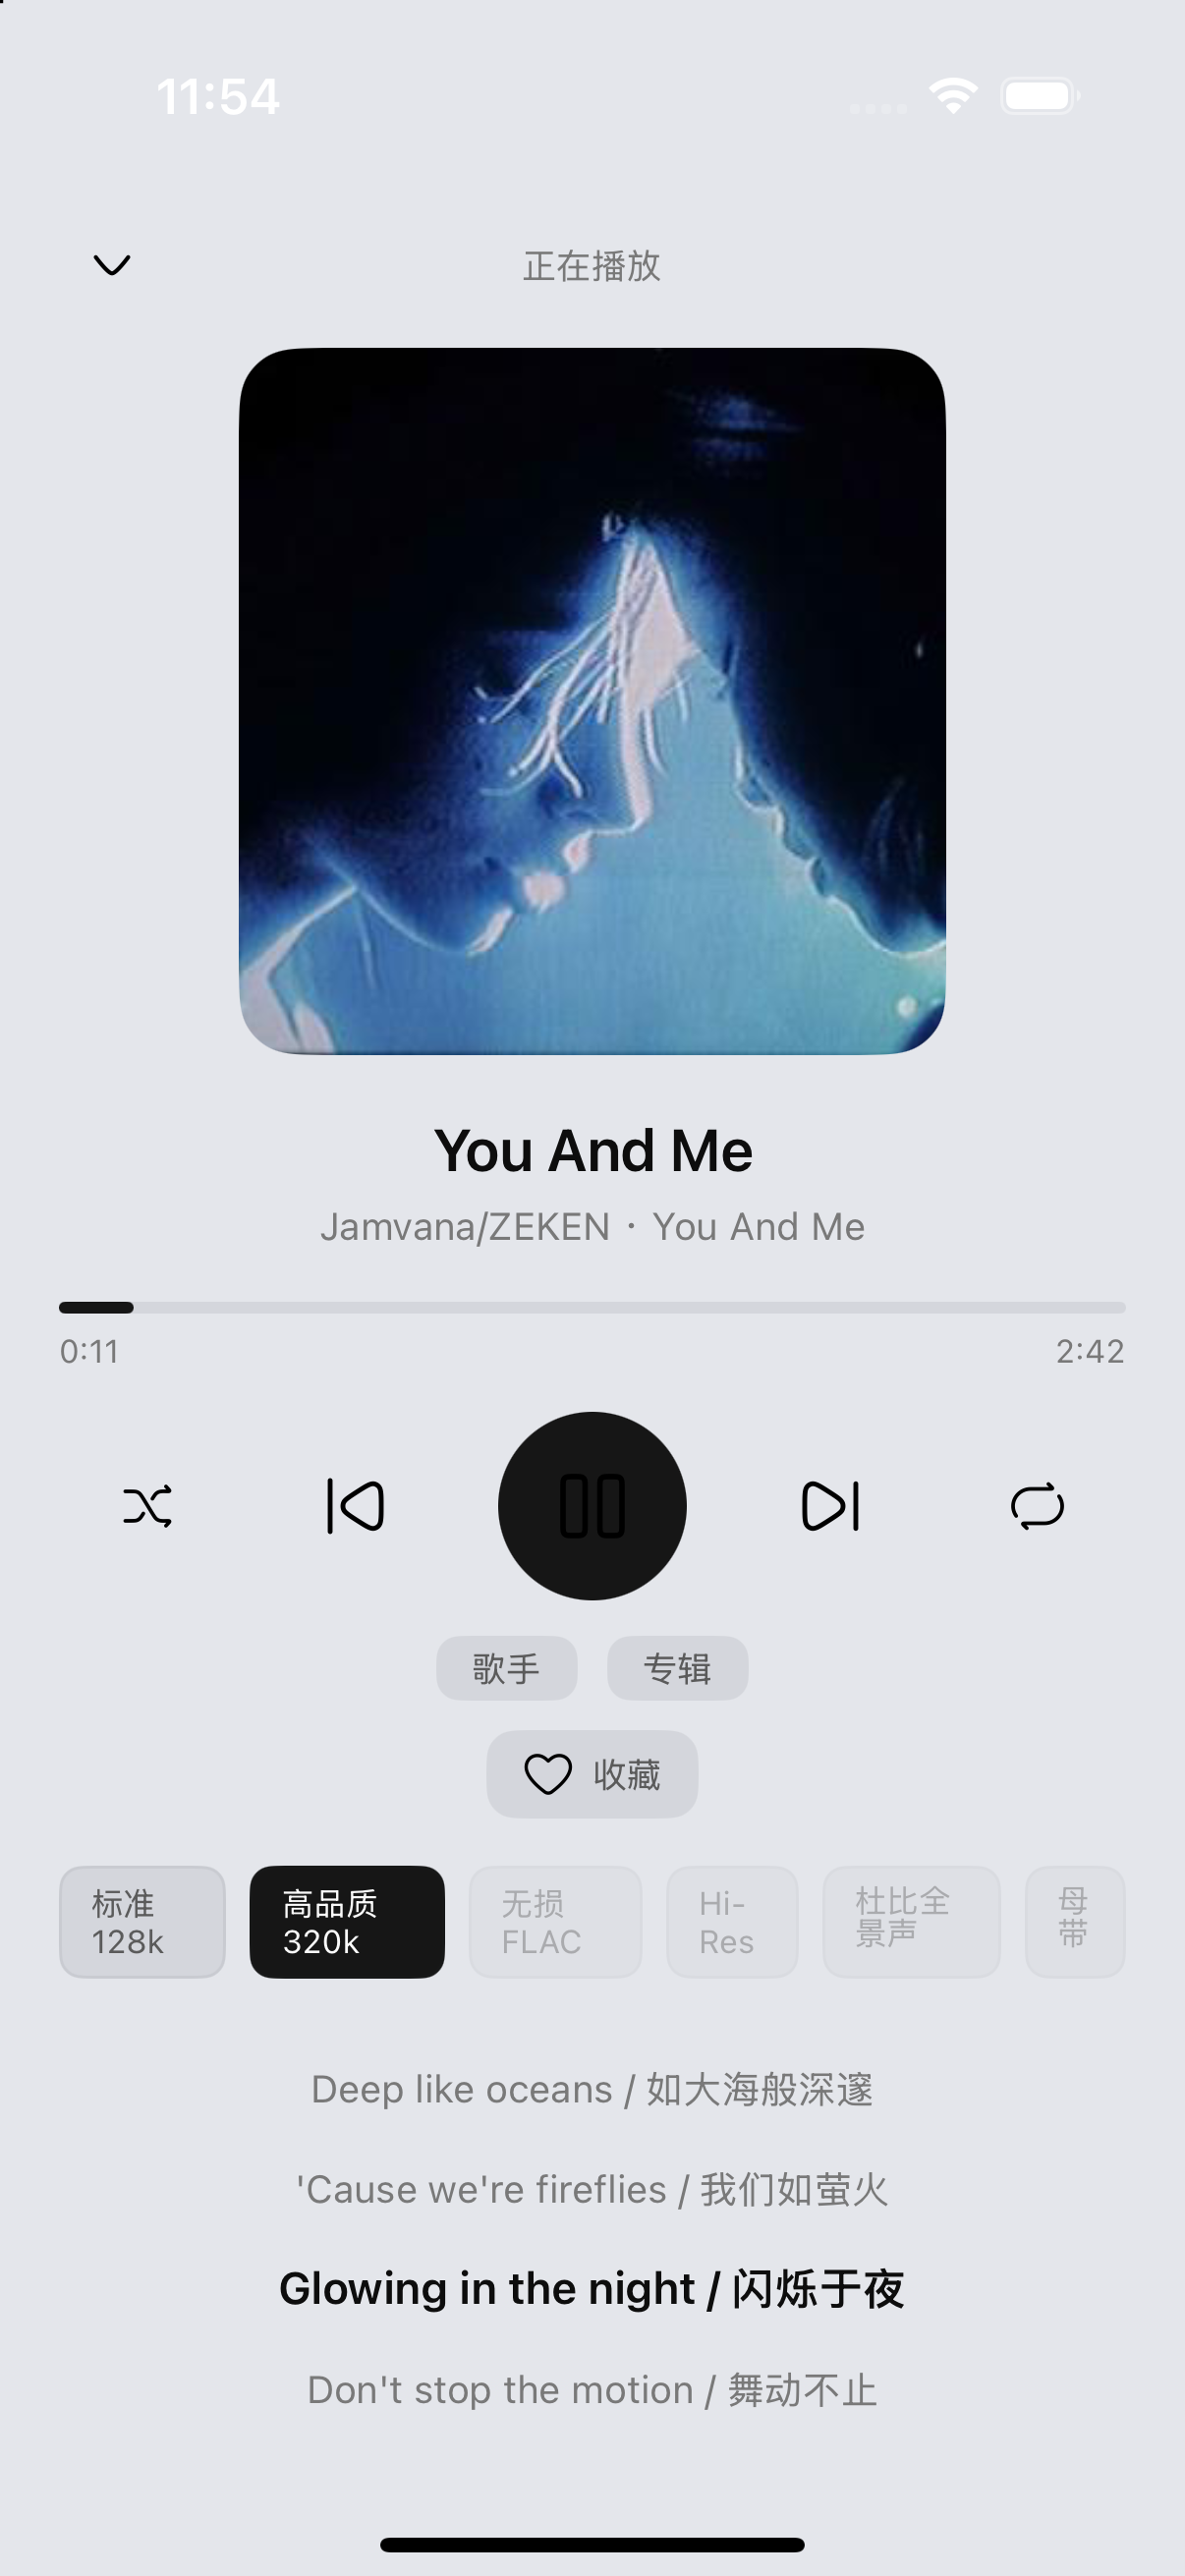 11:54
正在播放
You And Me
Jamvana/ZEKEN · You And Me
0:11
2:42
歌手
专辑
收藏
标准
128k
高品质
320k
无损
FLAC
Hi-
Res
杜比全
景声
母
带
Deep like oceans / 如大海般深邃
'Cause we're fireflies / 我们如萤火
Glowing in the night / 闪烁于夜
Don't stop the motion / 舞动不止